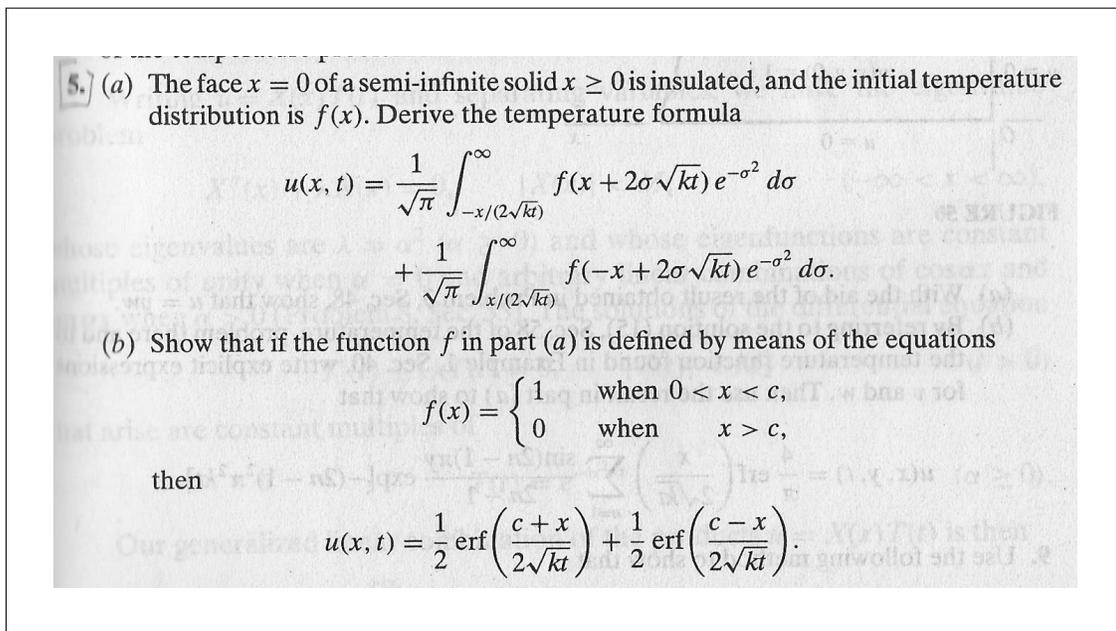 5. (a) The face x = 0 of a semi-infinite solid x ≥ 0 is insulated, and the initial temperature
distribution is f(x). Derive the temperature formula
u(x, t) = 1/√π ∫_{-x/(2√kt)}^{∞} f(x + 2σ√kt) e^{-σ²} dσ
+ 1/√π ∫_{x/(2√kt)}^{∞} f(-x + 2σ√kt) e^{-σ²} dσ.
(b) Show that if the function f in part (a) is defined by means of the equations
f(x) = { 1 when 0 < x < c,
0 when x > c,
then
u(x, t) = 1/2 erf((c + x)/(2√kt)) + 1/2 erf((c - x)/(2√kt)).